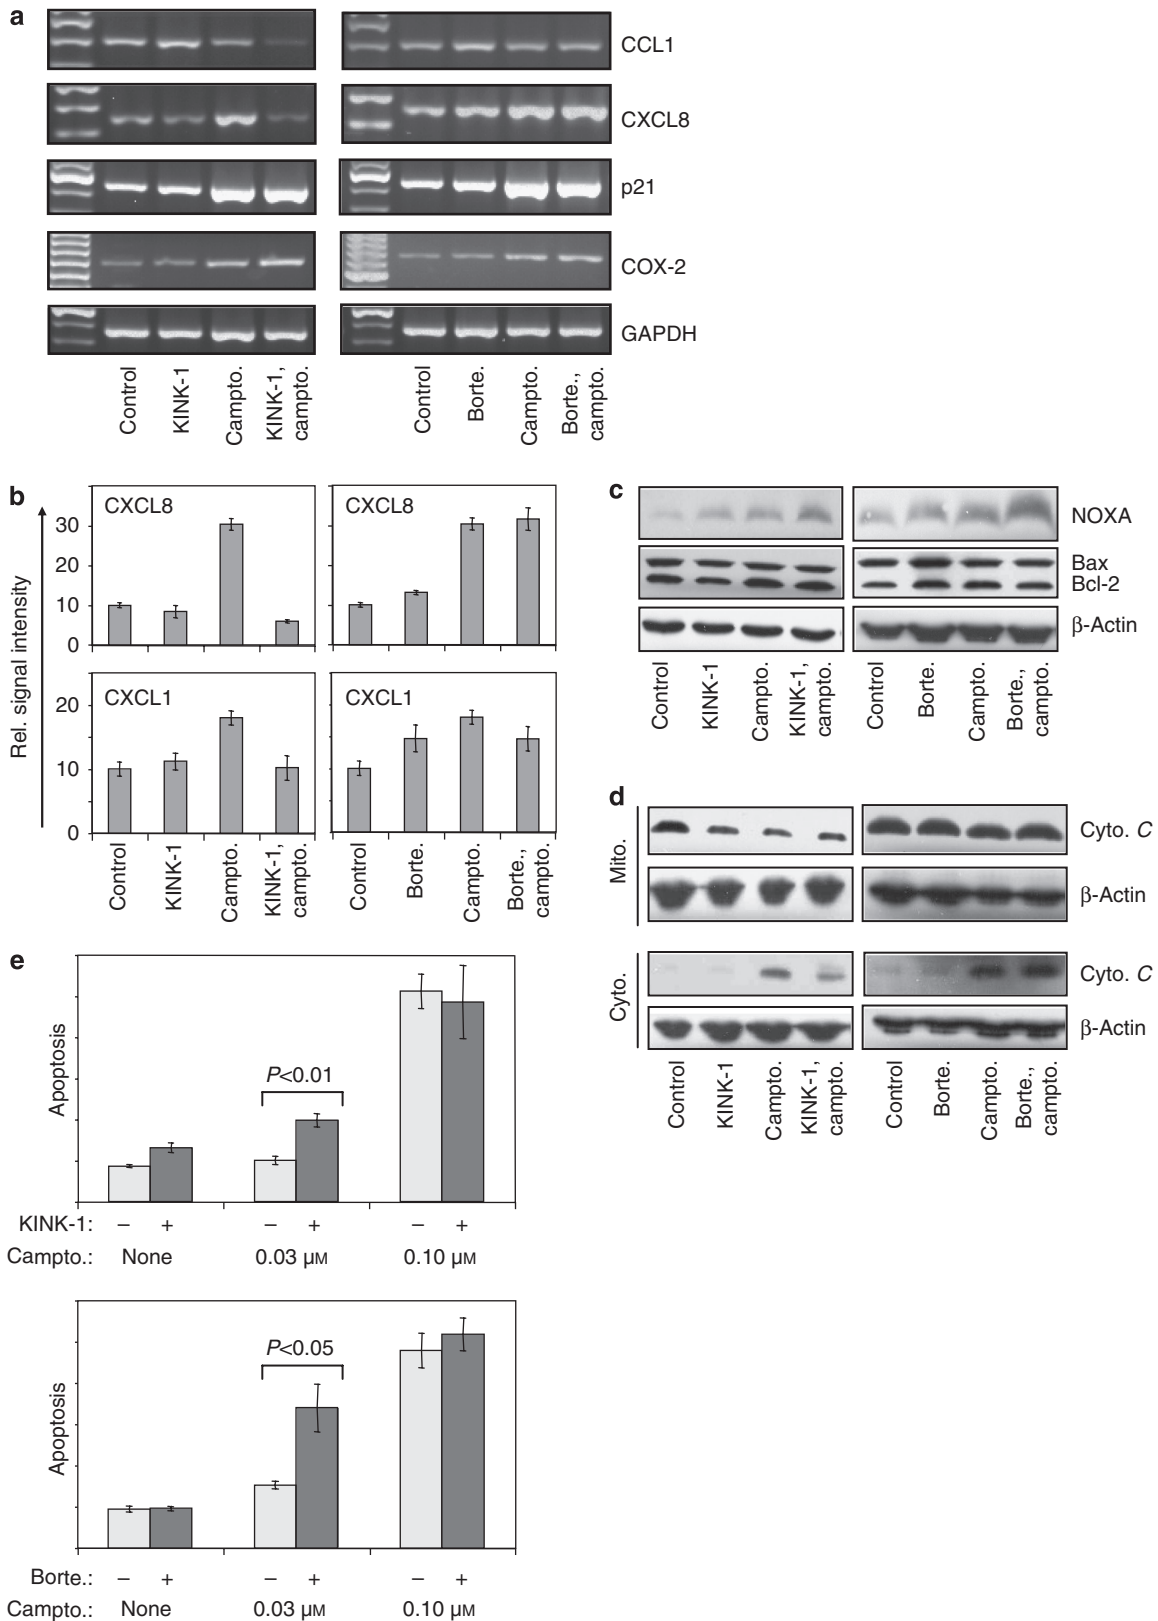 a
CCL1
CXCL8
p21
COX-2
GAPDH
Control
KINK-1
Campto.
KINK-1,
campto.
Control
Borte.
Campto.
Borte.,
campto.
b
Rel. signal intensity
CXCL8
CXCL8
30
20
10
0
CXCL1
CXCL1
20
10
0
Control
KINK-1
Campto.
KINK-1,
campto.
Control
Borte.
Campto.
Borte.,
campto.
c
NOXA
Bax
Bcl-2
β-Actin
Control
KINK-1
Campto.
KINK-1,
campto.
Control
Borte.
Campto.
Borte.,
campto.
d
Mito.
Cyto. C
β-Actin
Cyto.
Cyto. C
β-Actin
Control
KINK-1
Campto.
KINK-1,
campto.
Control
Borte.
Campto.
Borte.,
campto.
e
Apoptosis
P<0.01
KINK-1: – + – + – +
Campto.: None 0.03 µM 0.10 µM
Apoptosis
P<0.05
Borte.: – + – + – +
Campto.: None 0.03 µM 0.10 µM